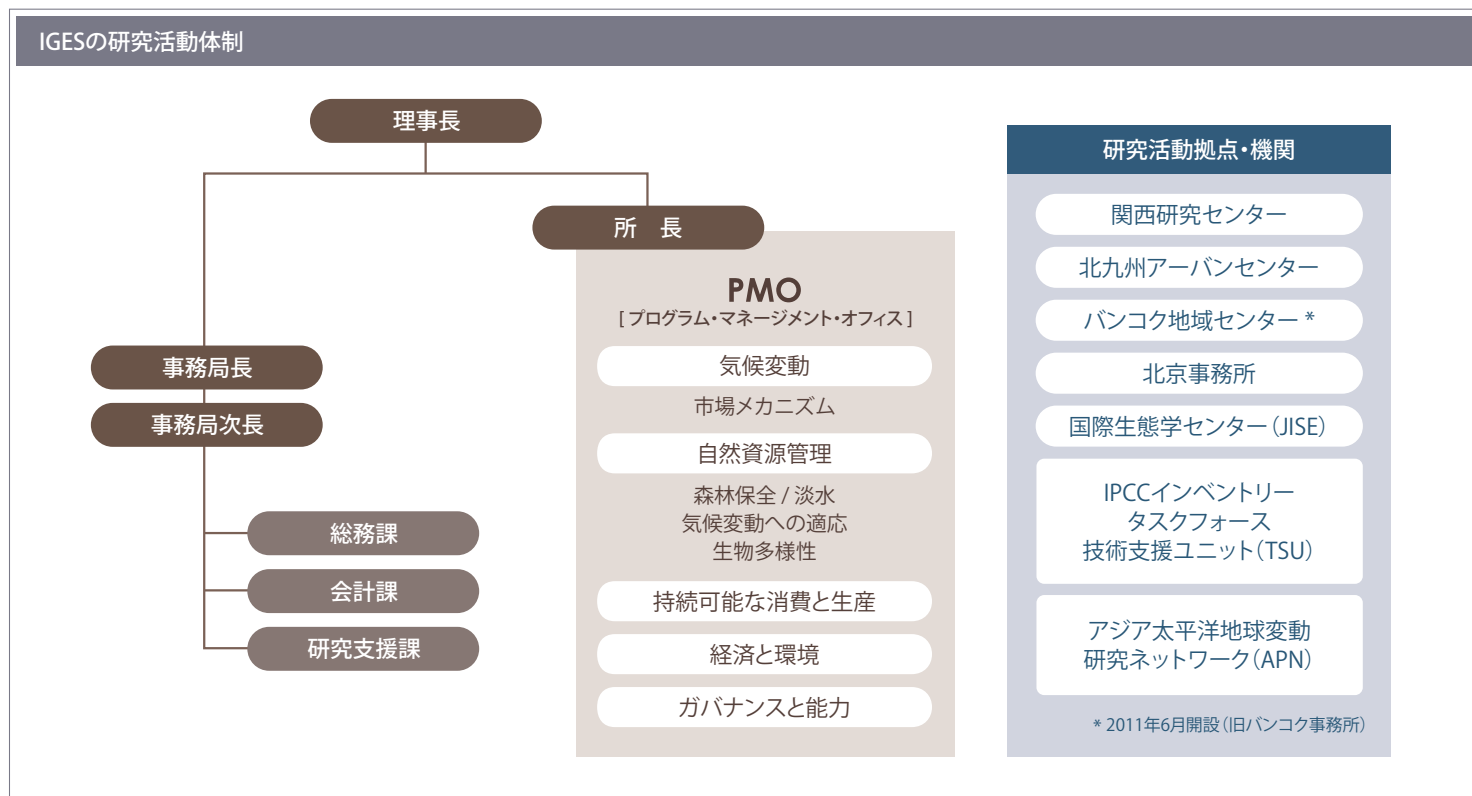 IGESの研究活動体制
理事長
所　長
事務局長
事務局次長
総務課
会計課
研究支援課
PMO
[ プログラム・マネージメント・オフィス ]
気候変動
市場メカニズム
自然資源管理
森林保全 / 淡水
気候変動への適応
生物多様性
持続可能な消費と生産
経済と環境
ガバナンスと能力
研究活動拠点・機関
関西研究センター
北九州アーバンセンター
バンコク地域センター *
北京事務所
国際生態学センター（JISE）
IPCCインベントリー
タスクフォース
技術支援ユニット（TSU）
アジア太平洋地球変動
研究ネットワーク（APN）
* 2011年6月開設（旧バンコク事務所）